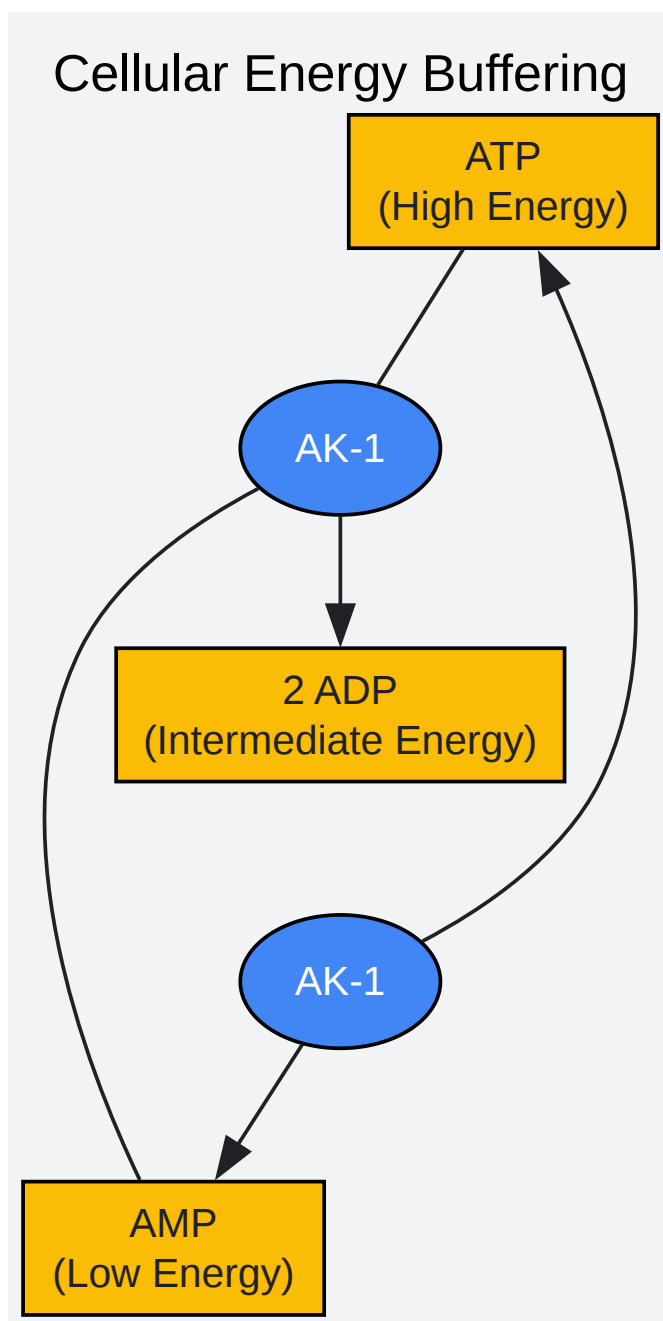 Cellular Energy Buffering
ATP
(High Energy)
AK-1
2 ADP
(Intermediate Energy)
AK-1
AMP
(Low Energy)